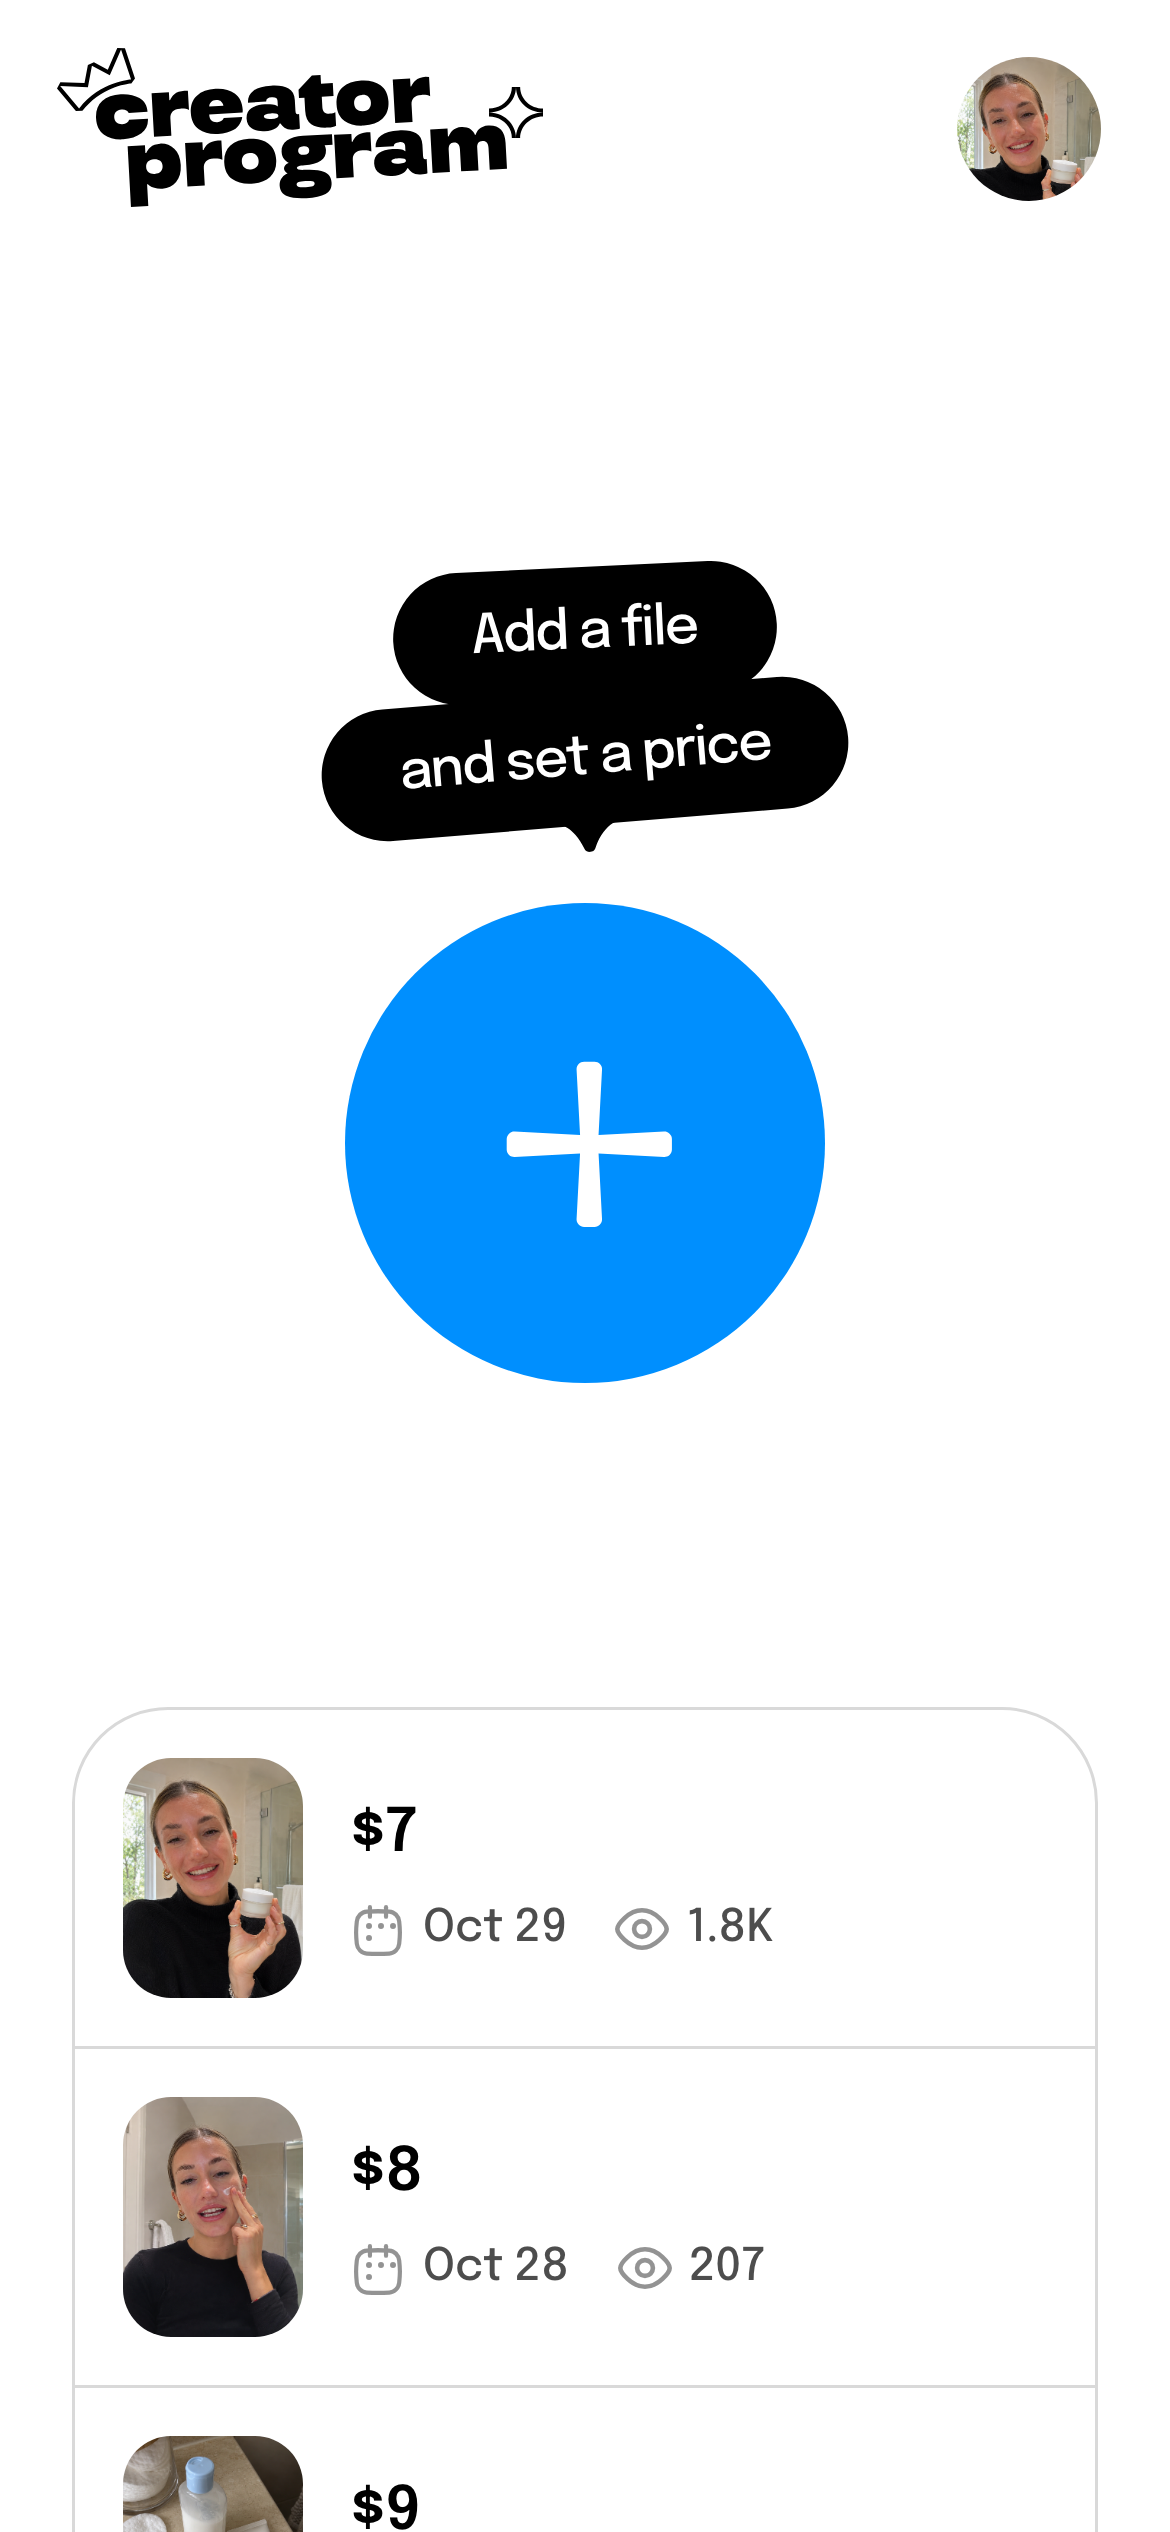 creator
program
Add a file
and set a price
$7
Oct 29 1.8K
$8
Oct 28 207
$9